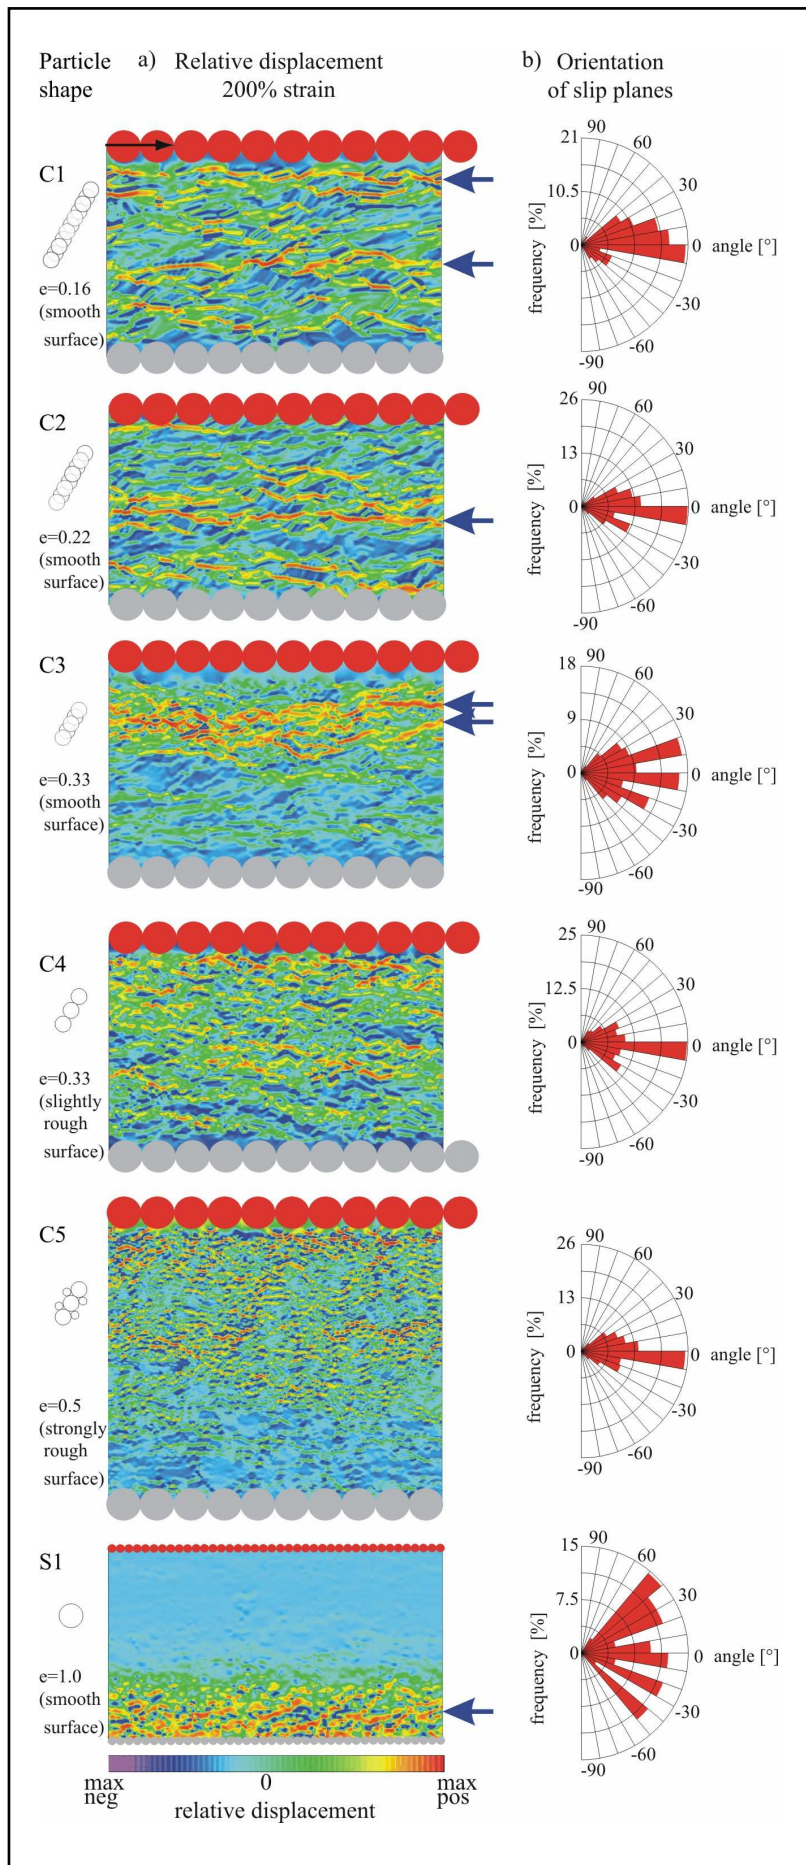 Particle shape
a) Relative displacement 200% strain
b) Orientation of slip planes
C1
e=0.16
(smooth
surface)
21
10.5
0
frequency [%]
90
60
30
angle [°]
-30
-60
-90
C2
e=0.22
(smooth
surface)
26
13
0
frequency [%]
90
60
30
0
angle [°]
-30
-60
-90
C3
e=0.33
(smooth
surface)
18
9
0
frequency [%]
90
60
30
0
angle [°]
-30
-60
-90
C4
e=0.33
(slightly
rough
surface)
25
12.5
0
frequency [%]
90
60
30
0
angle [°]
-30
-60
-90
C5
e=0.5
(strongly
rough
surface)
26
13
0
frequency [%]
90
60
30
0
angle [°]
-30
-60
-90
S1
e=1.0
(smooth
surface)
15
7.5
0
frequency [%]
90
60
30
0
angle [°]
-30
-60
-90
max neg
0
max pos
relative displacement